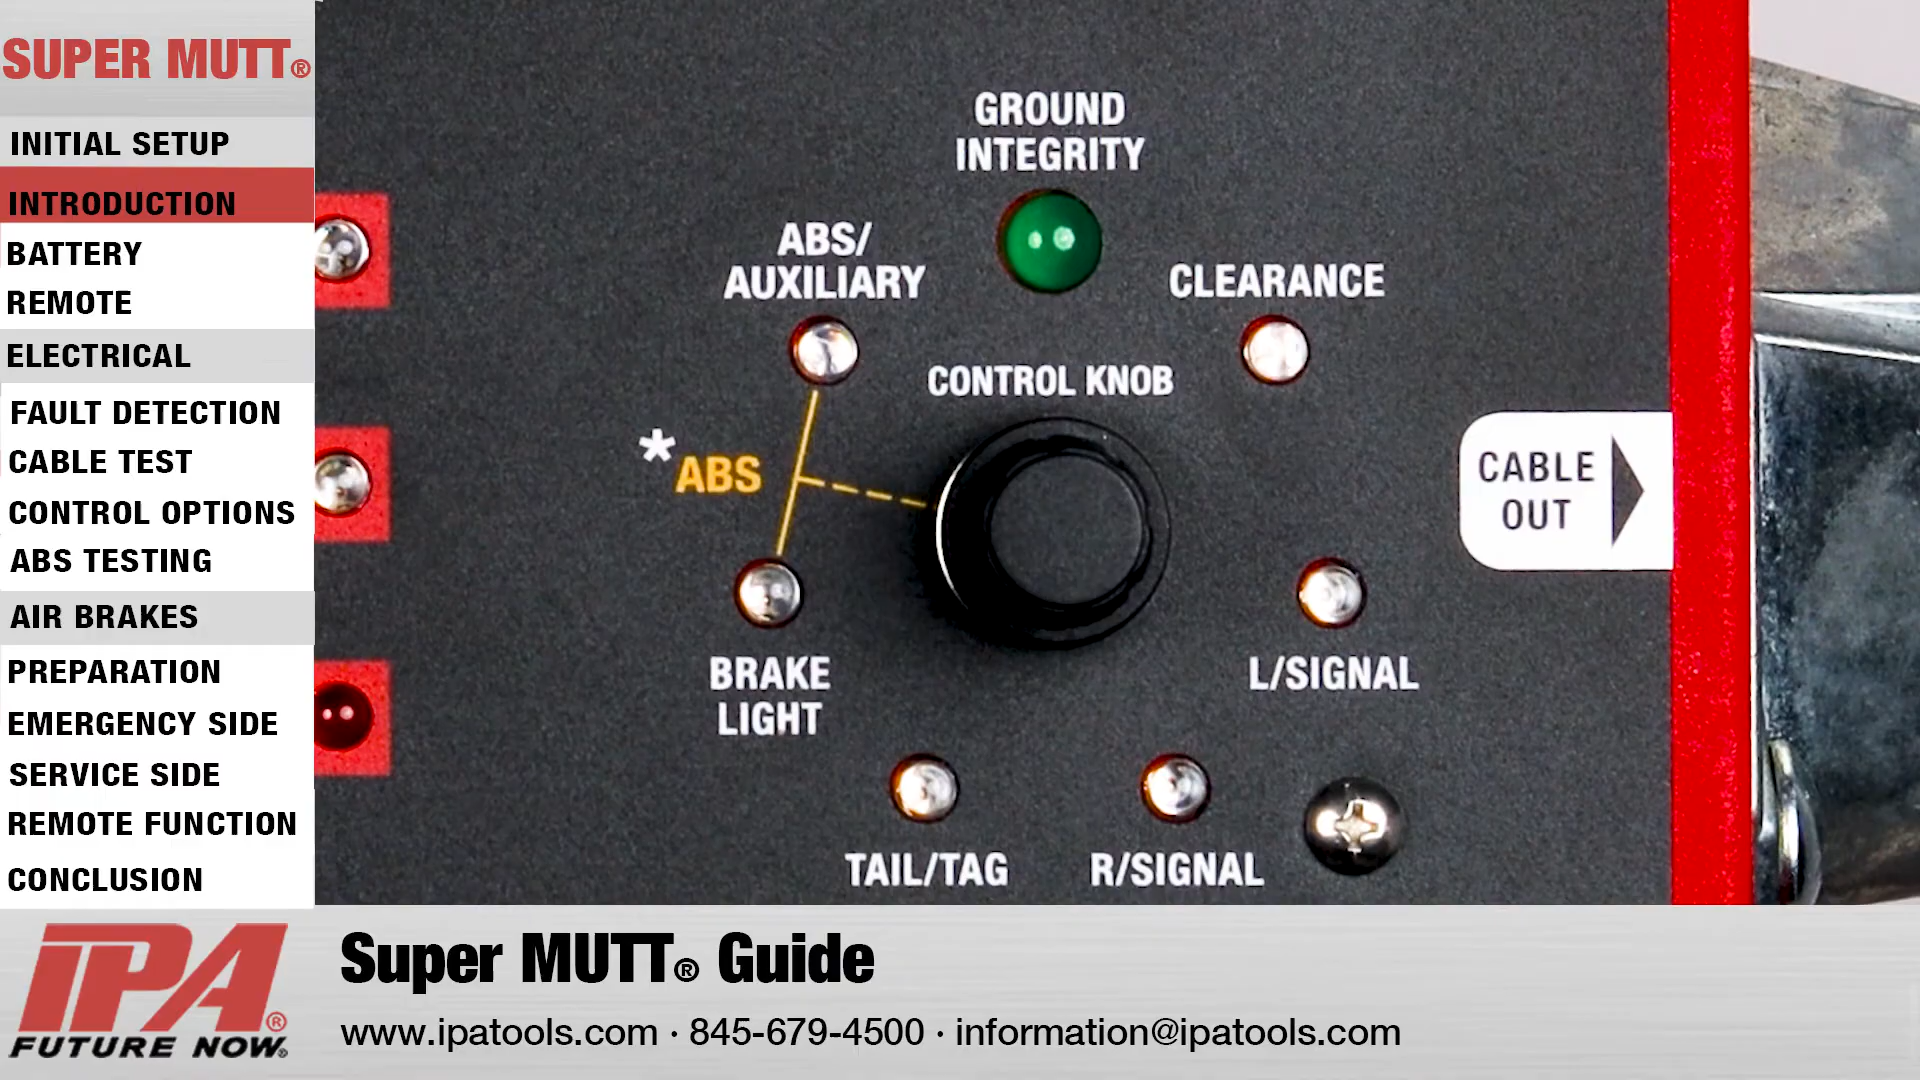 SUPER MUTT®
INITIAL SETUP
INTRODUCTION
BATTERY
REMOTE
ELECTRICAL
FAULT DETECTION
CABLE TEST
CONTROL OPTIONS
ABS TESTING
AIR BRAKES
PREPARATION
EMERGENCY SIDE
SERVICE SIDE
REMOTE FUNCTION
CONCLUSION
GROUND
INTEGRITY
ABS/
AUXILIARY
CLEARANCE
CONTROL KNOB
*ABS
CABLE
OUT
BRAKE
LIGHT
L/SIGNAL
TAIL/TAG
R/SIGNAL
iPA®
FUTURE NOW®
Super MUTT® Guide
www.ipatools.com · 845-679-4500 · information@ipatools.com